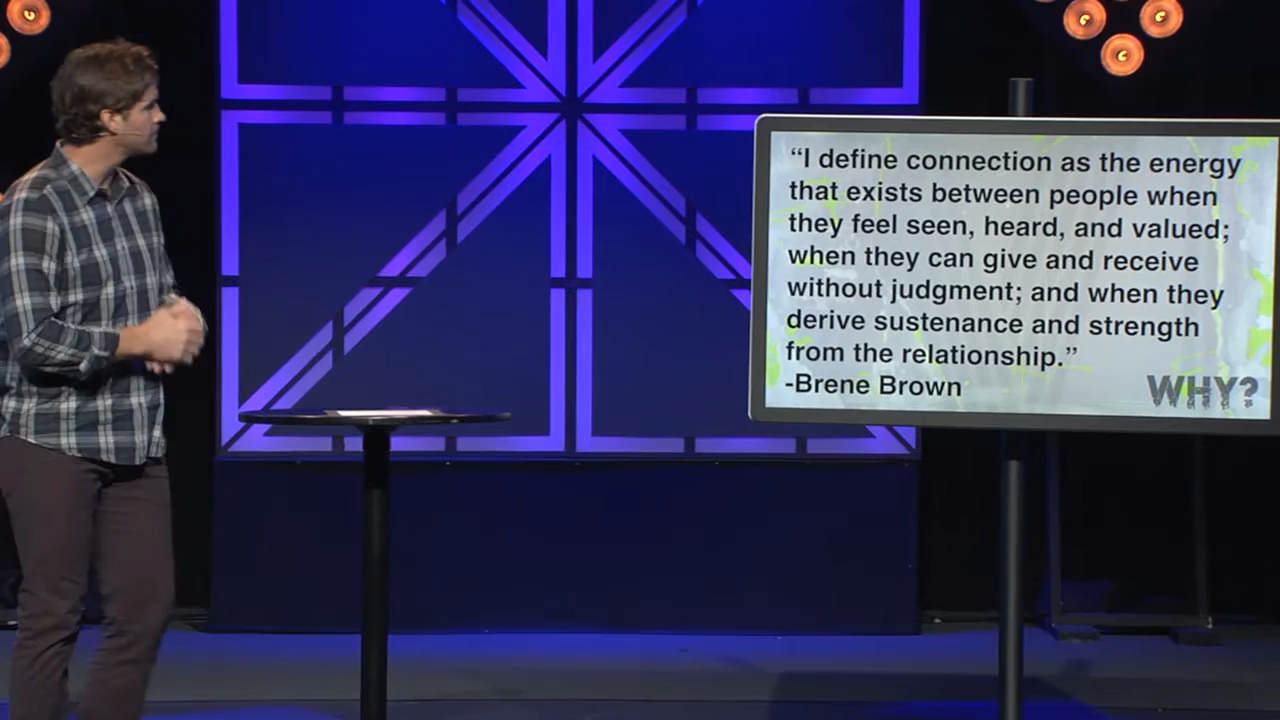 “I define connection as the energy
that exists between people when
they feel seen, heard, and valued;
when they can give and receive
without judgment; and when they
derive sustenance and strength
from the relationship.”
-Brene Brown
WHY?